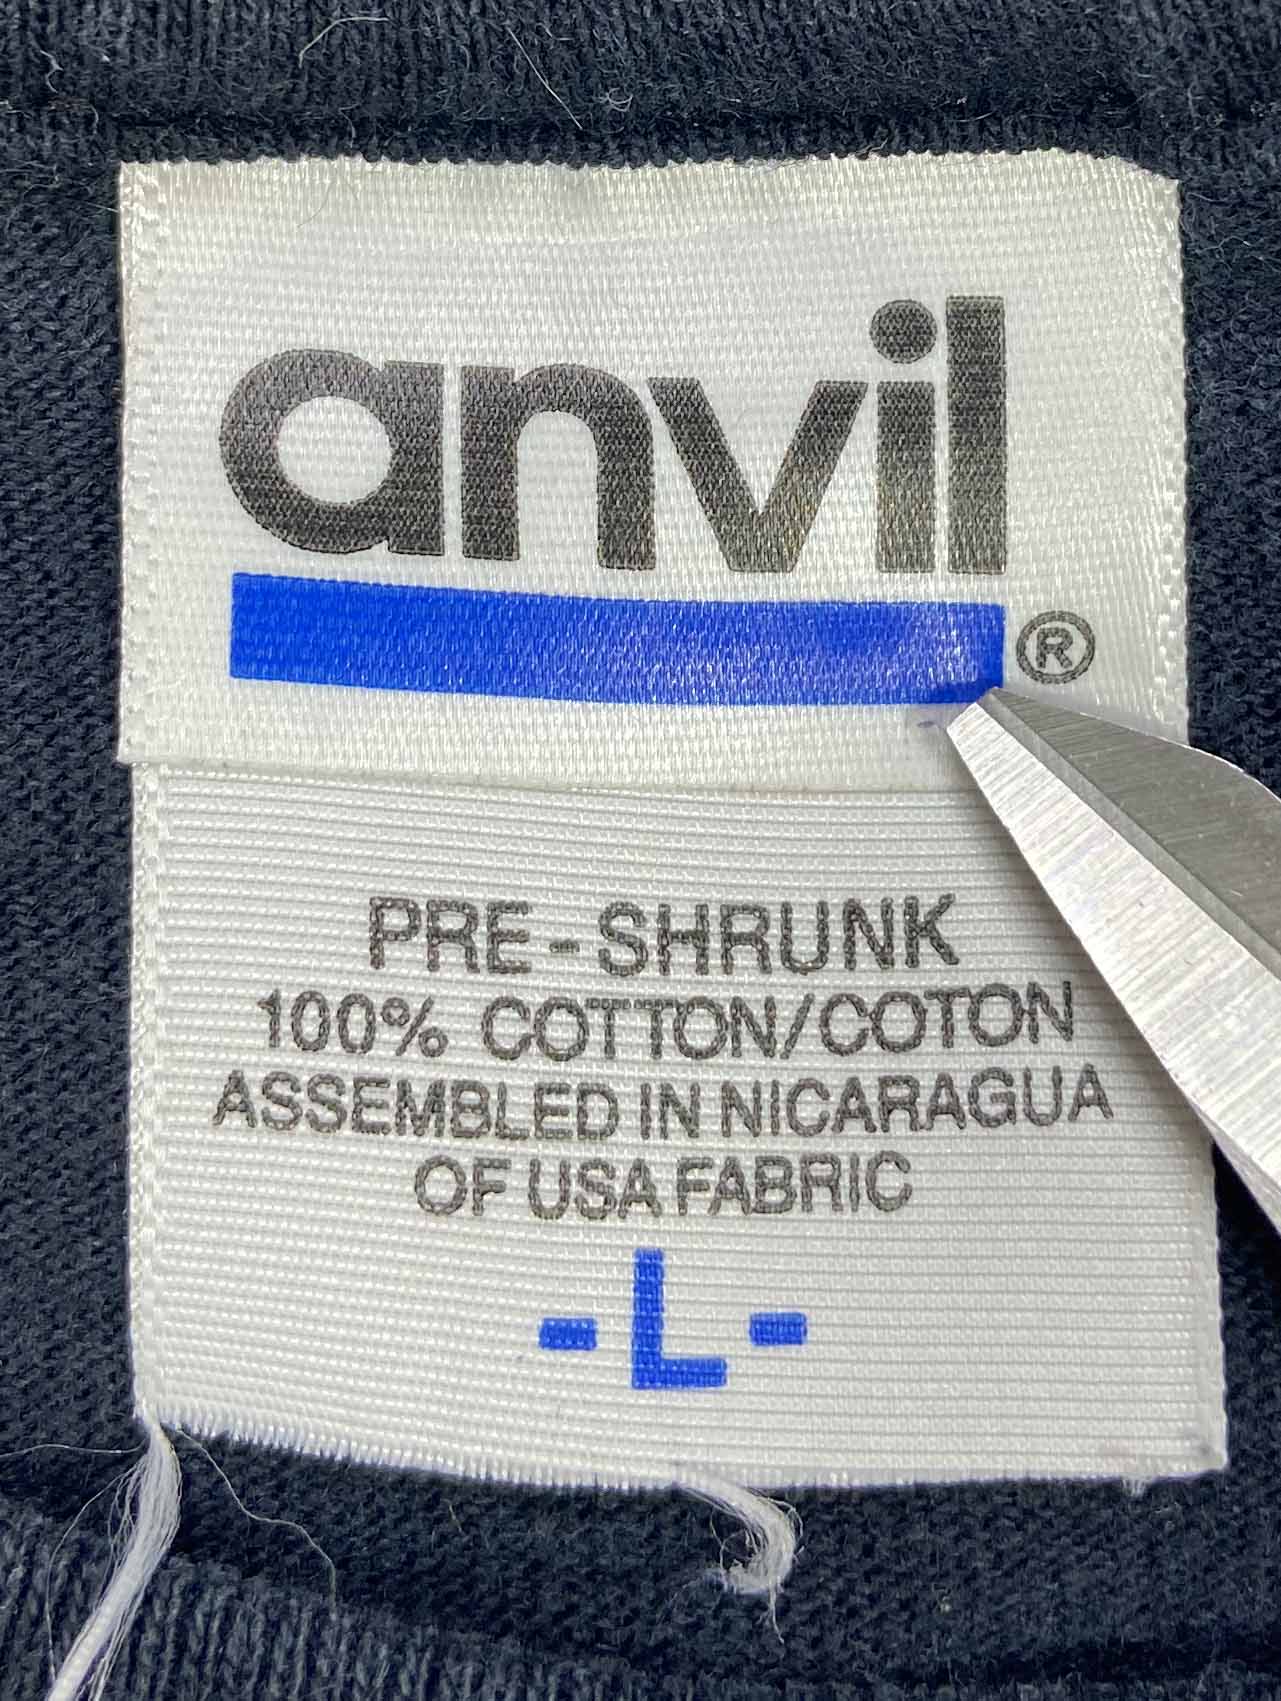 anvil
®
PRE-SHRUNK
100% COTTON/COTON
ASSEMBLED IN NICARAGUA
OF USA FABRIC
-L-